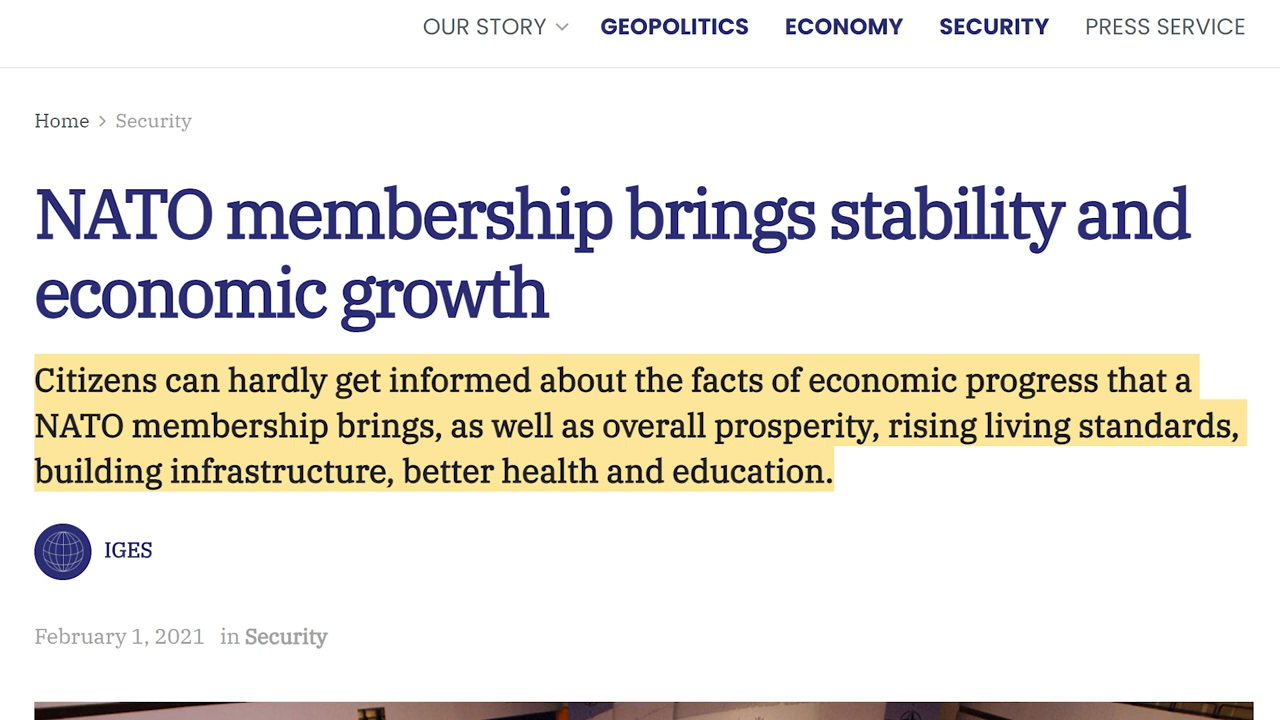 OUR STORY GEOPOLITICS ECONOMY SECURITY PRESS SERVICE
Home > Security
NATO membership brings stability and
economic growth
Citizens can hardly get informed about the facts of economic progress that a
NATO membership brings, as well as overall prosperity, rising living standards,
building infrastructure, better health and education.
IGES
February 1, 2021 in Security